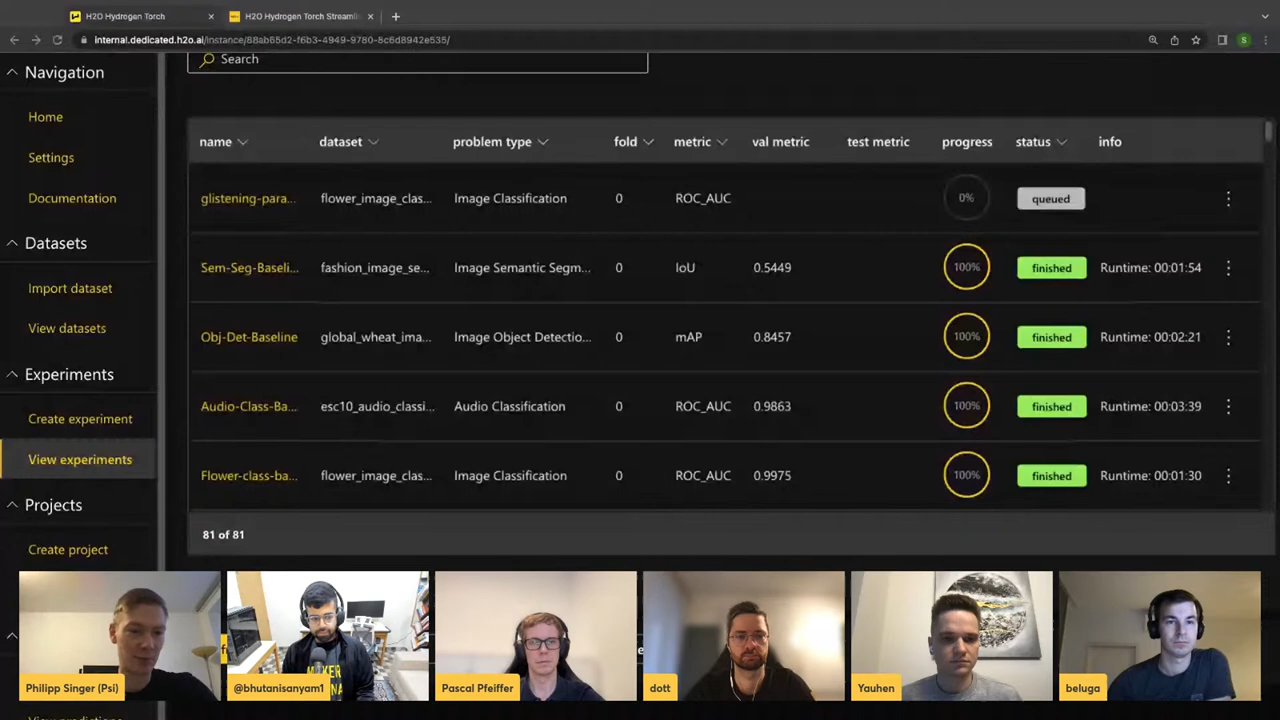 H2O Hydrogen Torch
H2O Hydrogen Torch Streamli
internal.dedicated.h2o.ai/instance/88ab55d2-f6b3-4949-9780-8c6d8942e535/
S
Navigation
Home
Settings
Documentation
Datasets
Import dataset
View datasets
Experiments
Create experiment
View experiments
Projects
Create project
Search
name dataset problem type fold metric val metric test metric progress status info
glistening-para... flower_image_clas... Image Classification 0 ROC_AUC 0% queued
Sem-Seg-Baseli... fashion_image_se... Image Semantic Segm... 0 IoU 0.5449 100% finished Runtime: 00:01:54
Obj-Det-Baseline global_wheat_ima... Image Object Detectio... 0 mAP 0.8457 100% finished Runtime: 00:02:21
Audio-Class-Ba... esc10_audio_classi... Audio Classification 0 ROC_AUC 0.9863 100% finished Runtime: 00:03:39
Flower-class-ba... flower_image_clas... Image Classification 0 ROC_AUC 0.9975 100% finished Runtime: 00:01:30
81 of 81
Philipp Singer (Psi)
@bhutanisanyam1
Pascal Pfeiffer
dott
Yauhen
beluga